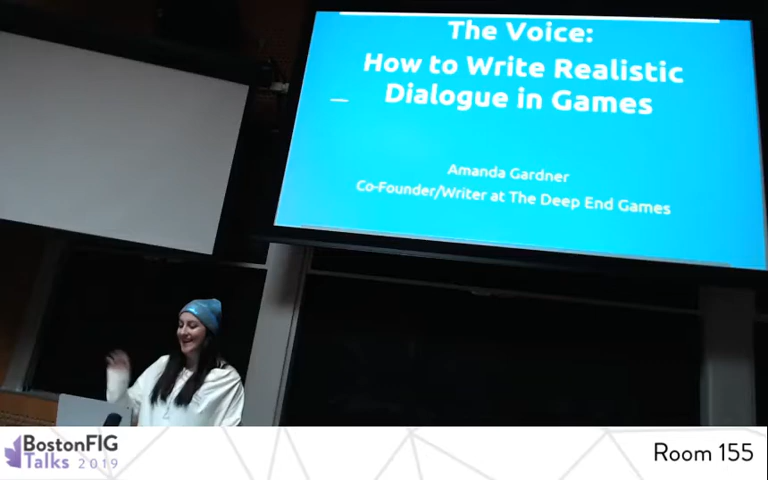 The Voice:
How to Write Realistic
Dialogue in Games
Amanda Gardner
Co-Founder/Writer at The Deep End Games
BostonFIG
Talks 2019
Room 155